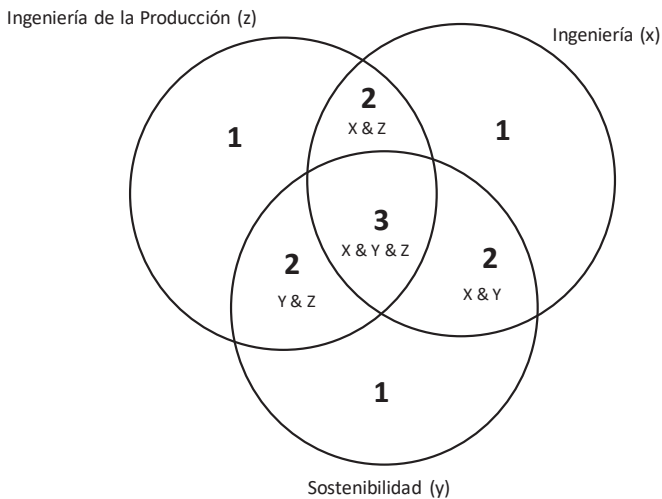 Ingeniería de la Producción (z)
Ingeniería (x)
2
X & Z
1
1
3
X & Y & Z
2
Y & Z
2
X & Y
1
Sostenibilidad (y)